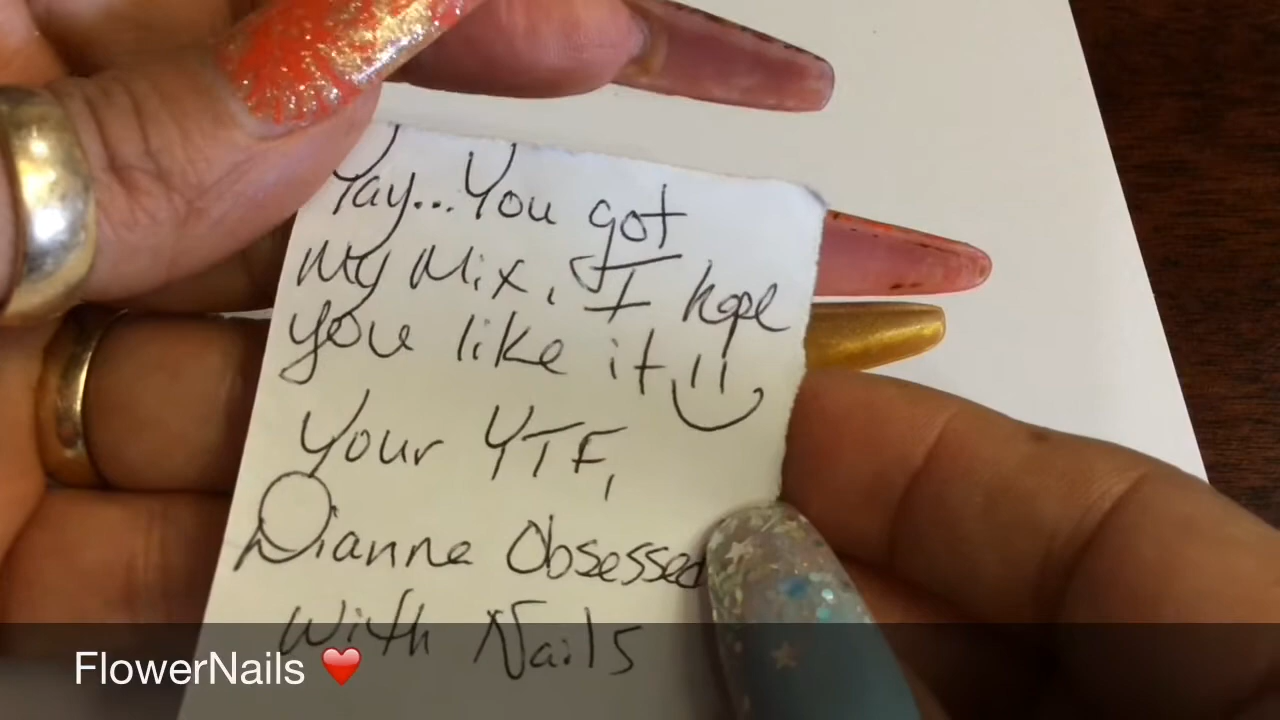 Yay...You got
My Mix, I hope
you like it!!
Your YTF,
Dianne Obsessed
With Nails
FlowerNails ❤️